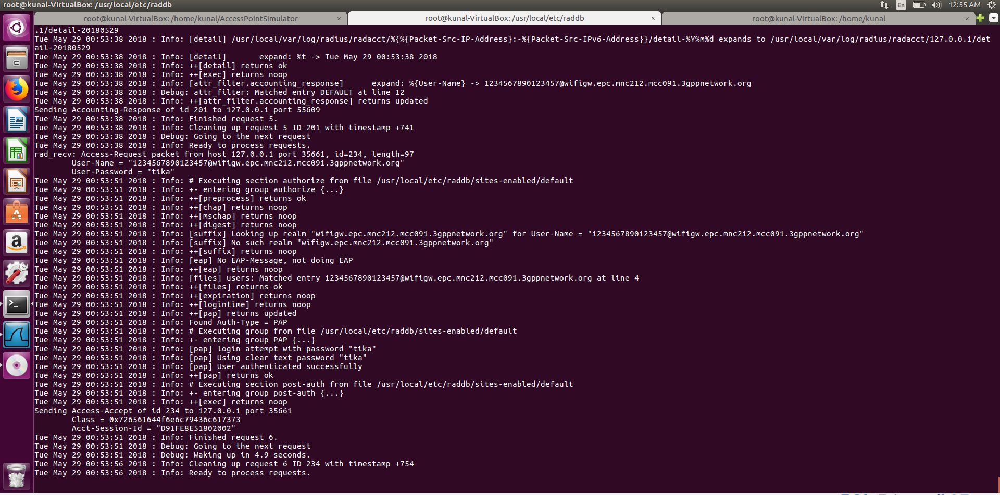 root@kunal-VirtualBox: /usr/local/etc/raddb
En
12:55 AM
root@kunal-VirtualBox: /home/kunal/AccessPointSimulator ×
root@kunal-VirtualBox: /usr/local/etc/raddb ×
root@kunal-VirtualBox: /home/kunal ×
.1/detail-20180529
Tue May 29 00:53:38 2018 : Info: [detail] /usr/local/var/log/radius/radacct/%{%{Packet-Src-IP-Address}:-%{Packet-Src-IPv6-Address}}/detail-%Y%m%d expands to /usr/local/var/log/radius/radacct/127.0.0.1/det
ail-20180529
Tue May 29 00:53:38 2018 : Info: [detail]       expand: %t -> Tue May 29 00:53:38 2018
Tue May 29 00:53:38 2018 : Info: ++[detail] returns ok
Tue May 29 00:53:38 2018 : Info: ++[exec] returns noop
Tue May 29 00:53:38 2018 : Info: [attr_filter.accounting_response]      expand: %{User-Name} -> 1234567890123457@wifigw.epc.mnc212.mcc091.3gppnetwork.org
Tue May 29 00:53:38 2018 : Debug: attr_filter: Matched entry DEFAULT at line 12
Tue May 29 00:53:38 2018 : Info: ++[attr_filter.accounting_response] returns updated
Sending Accounting-Response of id 201 to 127.0.0.1 port 55609
Tue May 29 00:53:38 2018 : Info: Finished request 5.
Tue May 29 00:53:38 2018 : Info: Cleaning up request 5 ID 201 with timestamp +741
Tue May 29 00:53:38 2018 : Debug: Going to the next request
Tue May 29 00:53:38 2018 : Info: Ready to process requests.
rad_recv: Access-Request packet from host 127.0.0.1 port 35661, id=234, length=97
        User-Name = "1234567890123457@wifigw.epc.mnc212.mcc091.3gppnetwork.org"
        User-Password = "tika"
Tue May 29 00:53:51 2018 : Info: # Executing section authorize from file /usr/local/etc/raddb/sites-enabled/default
Tue May 29 00:53:51 2018 : Info: +- entering group authorize {...}
Tue May 29 00:53:51 2018 : Info: ++[preprocess] returns ok
Tue May 29 00:53:51 2018 : Info: ++[chap] returns noop
Tue May 29 00:53:51 2018 : Info: ++[mschap] returns noop
Tue May 29 00:53:51 2018 : Info: ++[digest] returns noop
Tue May 29 00:53:51 2018 : Info: [suffix] Looking up realm "wifigw.epc.mnc212.mcc091.3gppnetwork.org" for User-Name = "1234567890123457@wifigw.epc.mnc212.mcc091.3gppnetwork.org"
Tue May 29 00:53:51 2018 : Info: [suffix] No such realm "wifigw.epc.mnc212.mcc091.3gppnetwork.org"
Tue May 29 00:53:51 2018 : Info: ++[suffix] returns noop
Tue May 29 00:53:51 2018 : Info: [eap] No EAP-Message, not doing EAP
Tue May 29 00:53:51 2018 : Info: ++[eap] returns noop
Tue May 29 00:53:51 2018 : Info: [files] users: Matched entry 1234567890123457@wifigw.epc.mnc212.mcc091.3gppnetwork.org at line 4
Tue May 29 00:53:51 2018 : Info: ++[files] returns ok
Tue May 29 00:53:51 2018 : Info: ++[expiration] returns noop
Tue May 29 00:53:51 2018 : Info: ++[logintime] returns noop
Tue May 29 00:53:51 2018 : Info: ++[pap] returns updated
Tue May 29 00:53:51 2018 : Info: Found Auth-Type = PAP
Tue May 29 00:53:51 2018 : Info: # Executing group from file /usr/local/etc/raddb/sites-enabled/default
Tue May 29 00:53:51 2018 : Info: +- entering group PAP {...}
Tue May 29 00:53:51 2018 : Info: [pap] login attempt with password "tika"
Tue May 29 00:53:51 2018 : Info: [pap] Using clear text password "tika"
Tue May 29 00:53:51 2018 : Info: [pap] User authenticated successfully
Tue May 29 00:53:51 2018 : Info: ++[pap] returns ok
Tue May 29 00:53:51 2018 : Info: # Executing section post-auth from file /usr/local/etc/raddb/sites-enabled/default
Tue May 29 00:53:51 2018 : Info: +- entering group post-auth {...}
Tue May 29 00:53:51 2018 : Info: ++[exec] returns noop
Sending Access-Accept of id 234 to 127.0.0.1 port 35661
        Class = 0x726561644f6e6c79436c617373
        Acct-Session-Id = "D91FE8E51802002"
Tue May 29 00:53:51 2018 : Info: Finished request 6.
Tue May 29 00:53:51 2018 : Debug: Going to the next request
Tue May 29 00:53:51 2018 : Debug: Waking up in 4.9 seconds.
Tue May 29 00:53:56 2018 : Info: Cleaning up request 6 ID 234 with timestamp +754
Tue May 29 00:53:56 2018 : Info: Ready to process requests.